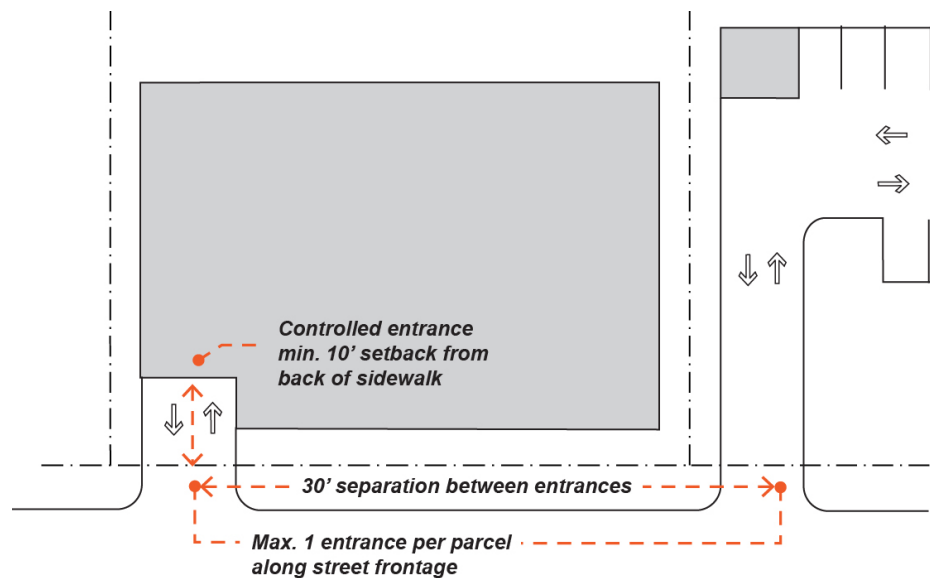 Controlled entrance
min. 10’ setback from
back of sidewalk
30’ separation between entrances
Max. 1 entrance per parcel
along street frontage